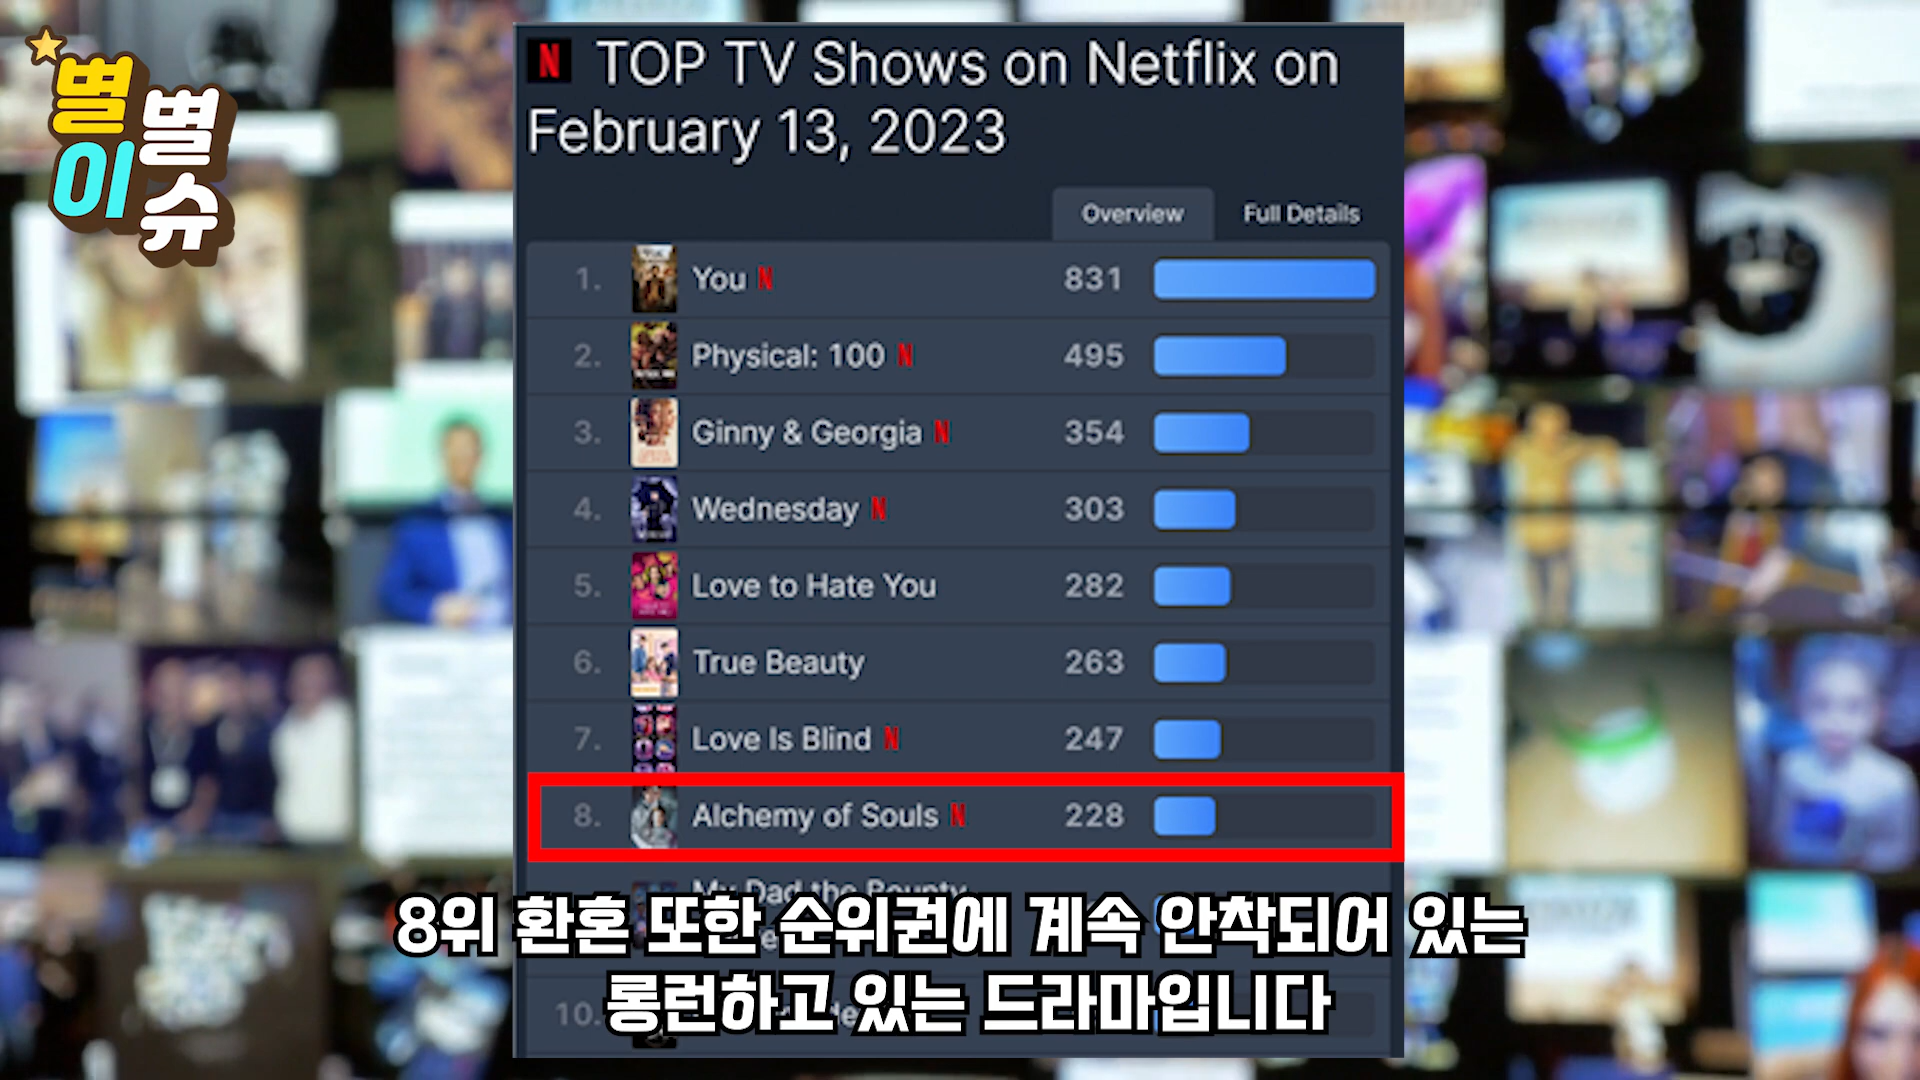 별별
이슈
N TOP TV Shows on Netflix on
February 13, 2023
Overview Full Details
1. You N 831
2. Physical: 100 N 495
3. Ginny & Georgia N 354
4. Wednesday N 303
5. Love to Hate You 282
6. True Beauty 263
7. Love Is Blind N 247
8. Alchemy of Souls N 228
My Dad the Bounty
10.
8위 환혼 또한 순위권에 계속 안착되어 있는
롱런하고 있는 드라마입니다